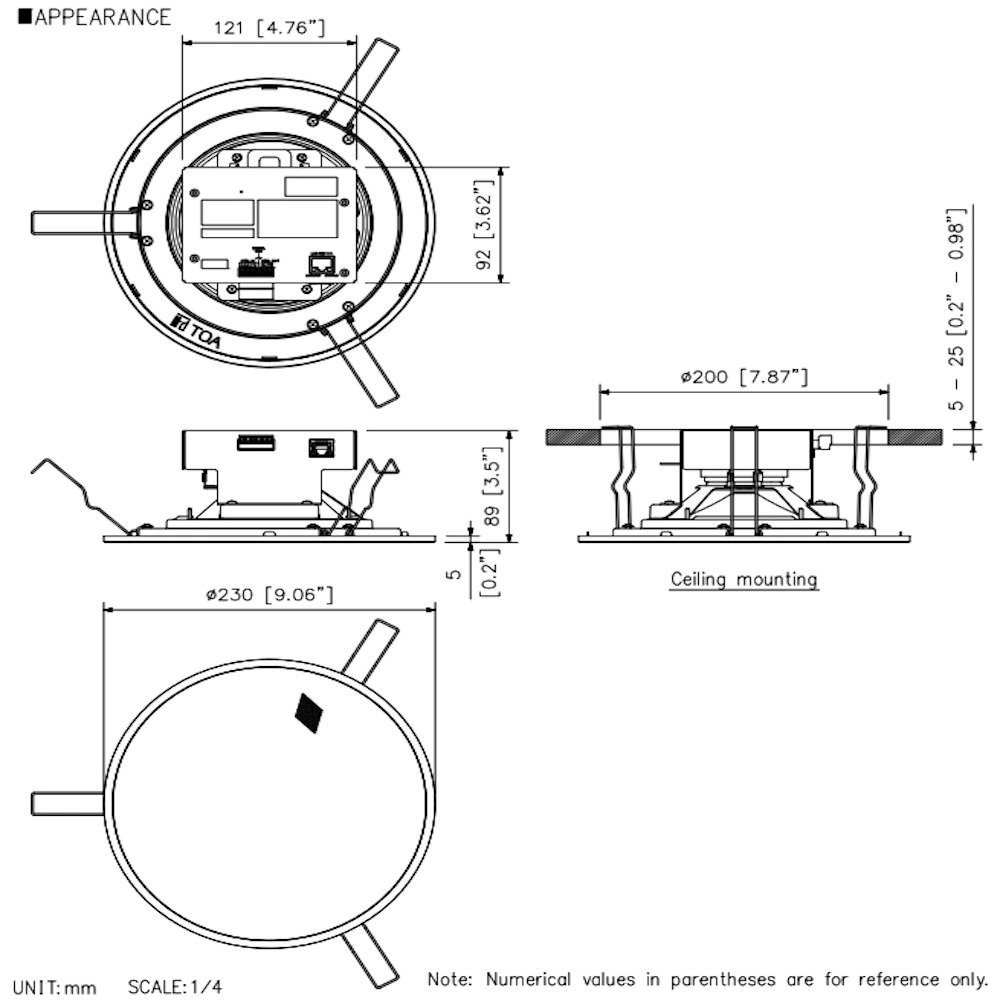 ■APPEARANCE
121 [4.76”]
92 [3.62”]
TOA
5 - 25 [0.2” - 0.98”]
ø200 [7.87”]
89 [3.5”]
5
[0.2”]
Ceiling mounting
ø230 [9.06”]
UNIT:mm SCALE:1/4
Note: Numerical values in parentheses are for reference only.